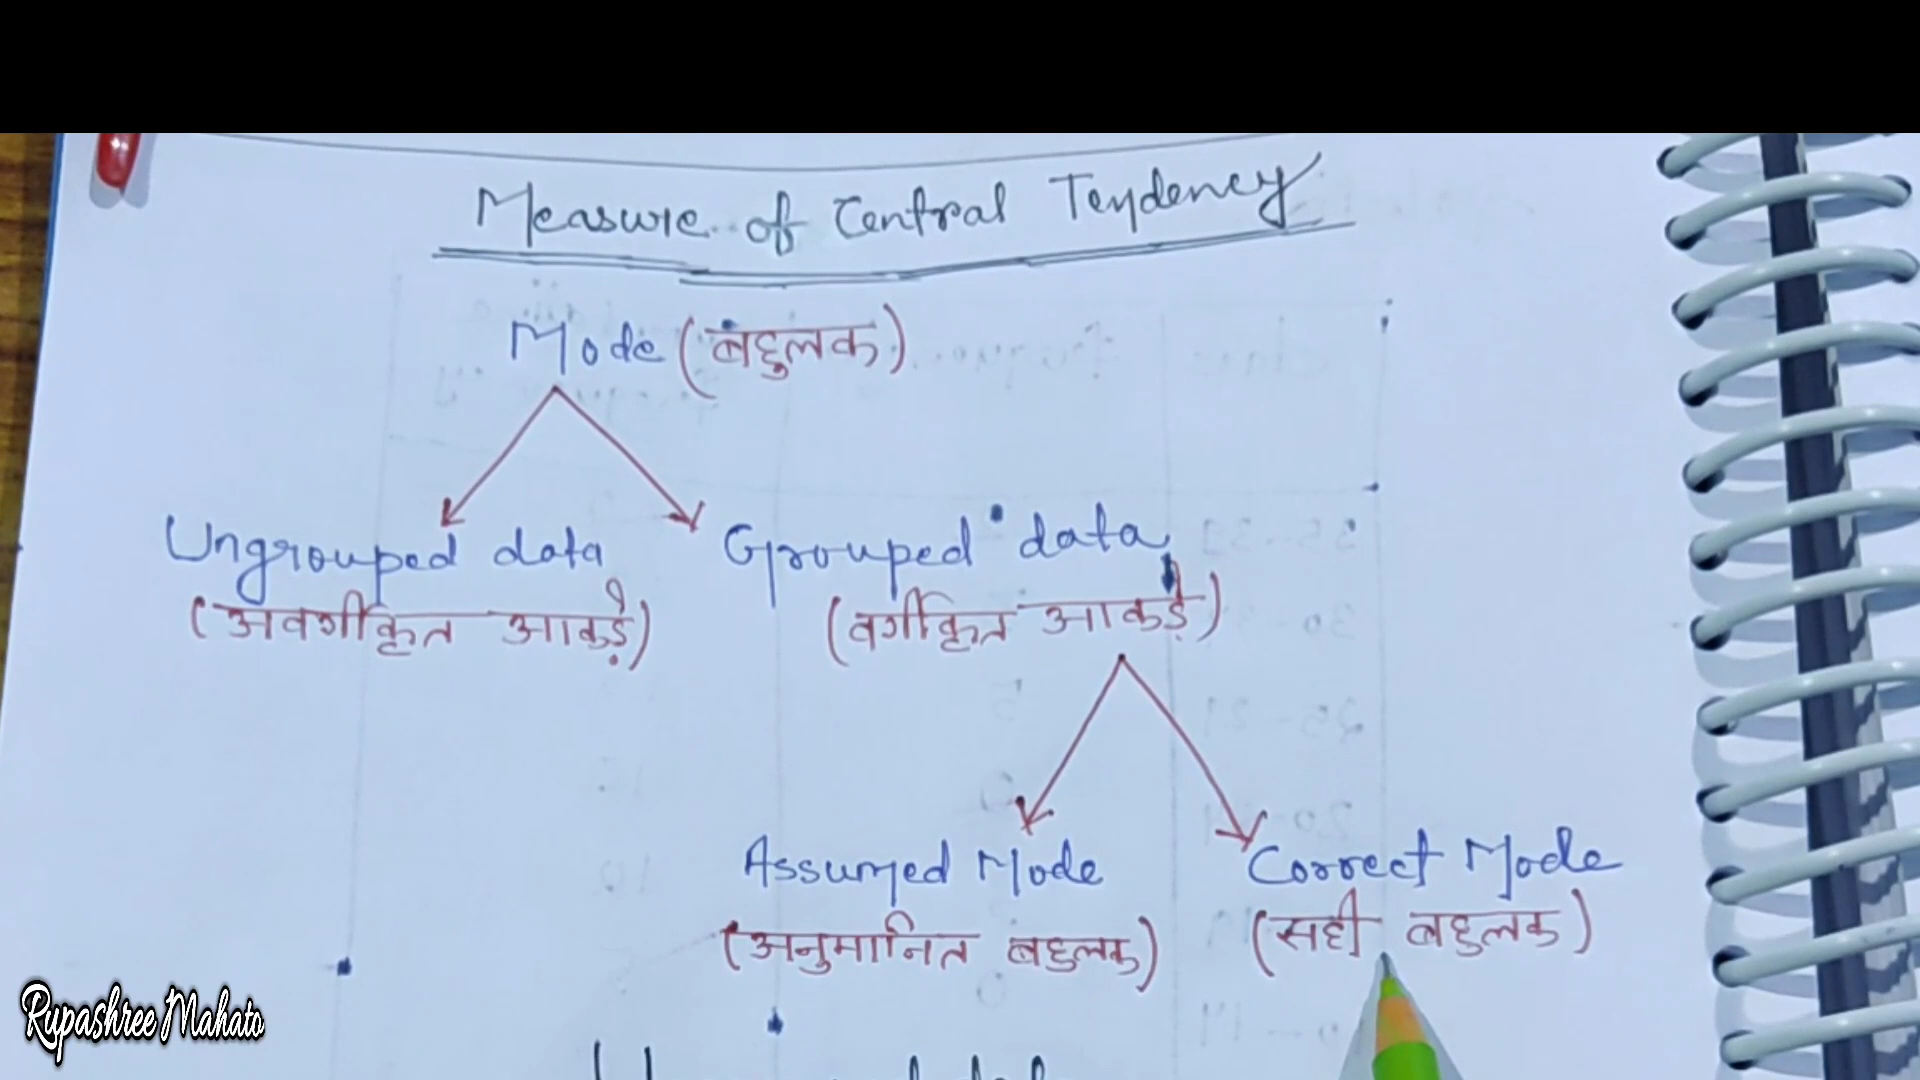 Measure of Central Tendency
Mode (बहुलक)
Ungrouped data
(अवर्गीकृत आकड़े)
Grouped data
(वर्गीकृत आकड़े)
Assumed Mode
(अनुमानित बहुलक)
Correct Mode
(सही बहुलक)
Rupashree Mahato